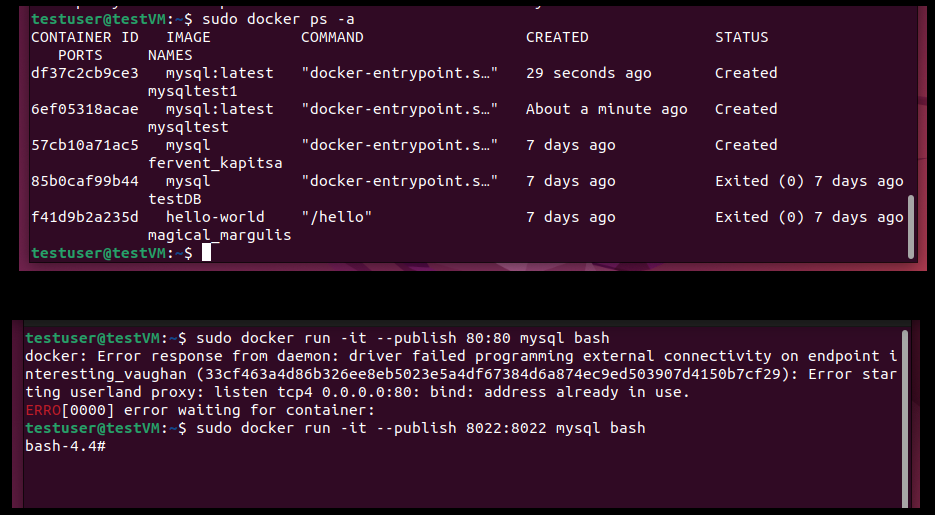 testuser@testVM:~$ sudo docker ps -a
CONTAINER ID   IMAGE          COMMAND                  CREATED              STATUS
   PORTS     NAMES
df37c2cb9ce3   mysql:latest   "docker-entrypoint.s…"   29 seconds ago       Created
             mysqltest1
6ef05318acae   mysql:latest   "docker-entrypoint.s…"   About a minute ago   Created
             mysqltest
57cb10a71ac5   mysql          "docker-entrypoint.s…"   7 days ago           Created
             fervent_kapitsa
85b0caf99b44   mysql          "docker-entrypoint.s…"   7 days ago           Exited (0) 7 days ago
             testDB
f41d9b2a235d   hello-world    "/hello"                 7 days ago           Exited (0) 7 days ago
             magical_margulis
testuser@testVM:~$
testuser@testVM:~$ sudo docker run -it --publish 80:80 mysql bash
docker: Error response from daemon: driver failed programming external connectivity on endpoint i
nteresting_vaughan (33cf463a4d86b326ee8eb5023e5a4df67384d6a874ec9ed503907d4150b7cf29): Error star
ting userland proxy: listen tcp4 0.0.0.0:80: bind: address already in use.
ERRO[0000] error waiting for container:
testuser@testVM:~$ sudo docker run -it --publish 8022:8022 mysql bash
bash-4.4#